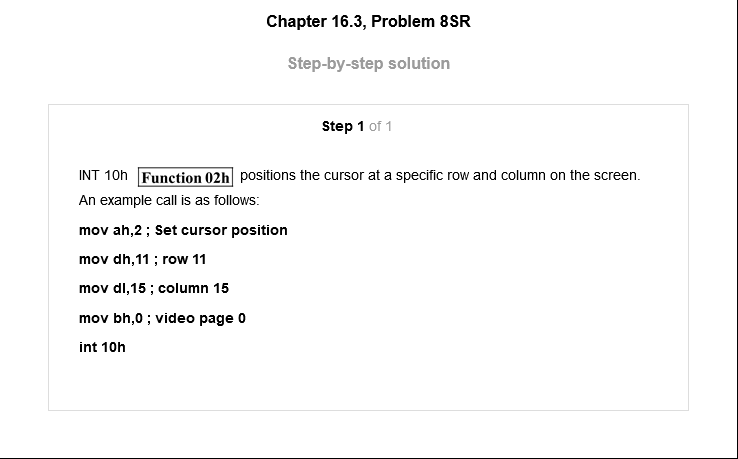 Chapter 16.3, Problem 8SR
Step-by-step solution
Step 1 of 1
INT 10h Function 02h positions the cursor at a specific row and column on the screen.
An example call is as follows:
mov ah,2 ; Set cursor position
mov dh,11 ; row 11
mov dl,15 ; column 15
mov bh,0 ; video page 0
int 10h